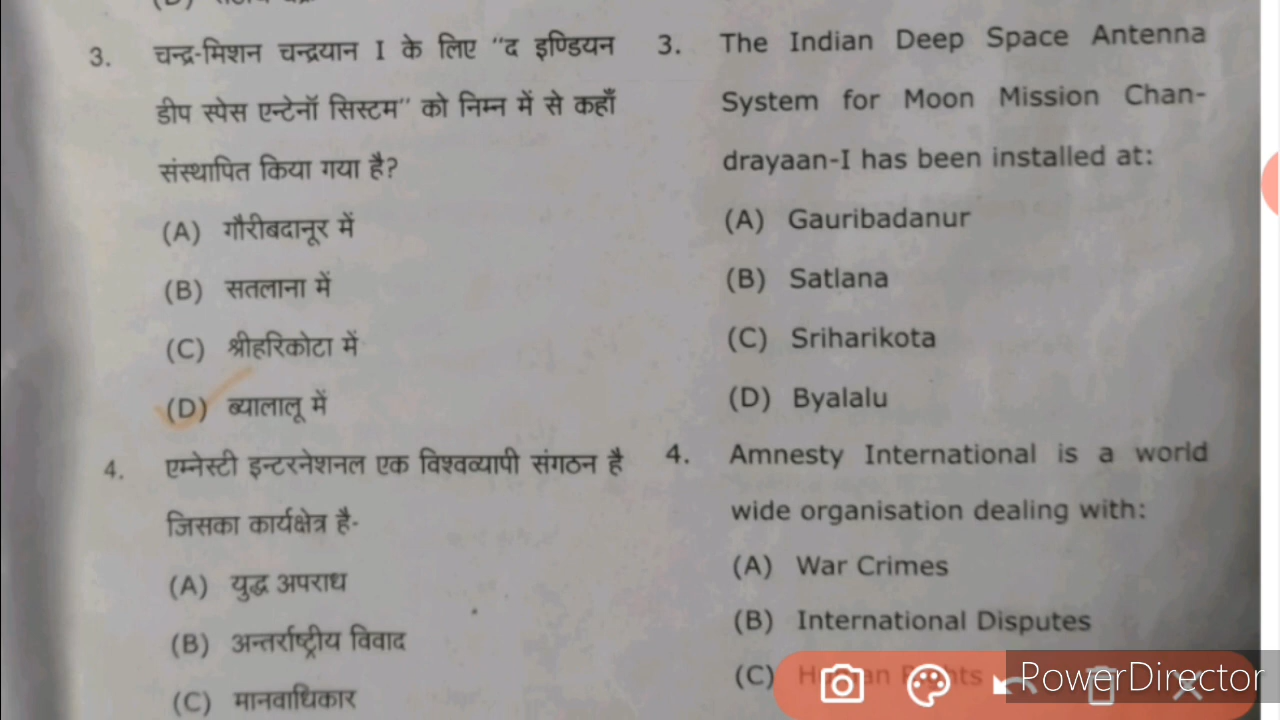 3. चन्द्र-मिशन चन्द्रयान I के लिए "द इण्डियन
डीप स्पेस एन्टेनॉ सिस्टम" को निम्न में से कहाँ
संस्थापित किया गया है?
(A) गौरीबदानूर में
(B) सतलाना में
(C) श्रीहरिकोटा में
(D) ब्यालालू में
4. एम्नेस्टी इन्टरनेशनल एक विश्वव्यापी संगठन है
जिसका कार्यक्षेत्र है-
(A) युद्ध अपराध
(B) अन्तर्राष्ट्रीय विवाद
(C) मानवाधिकार
3. The Indian Deep Space Antenna
System for Moon Mission Chan-
drayaan-I has been installed at:
(A) Gauribadanur
(B) Satlana
(C) Sriharikota
(D) Byalalu
4. Amnesty International is a world
wide organisation dealing with:
(A) War Crimes
(B) International Disputes
(C) Human Rights
PowerDirector